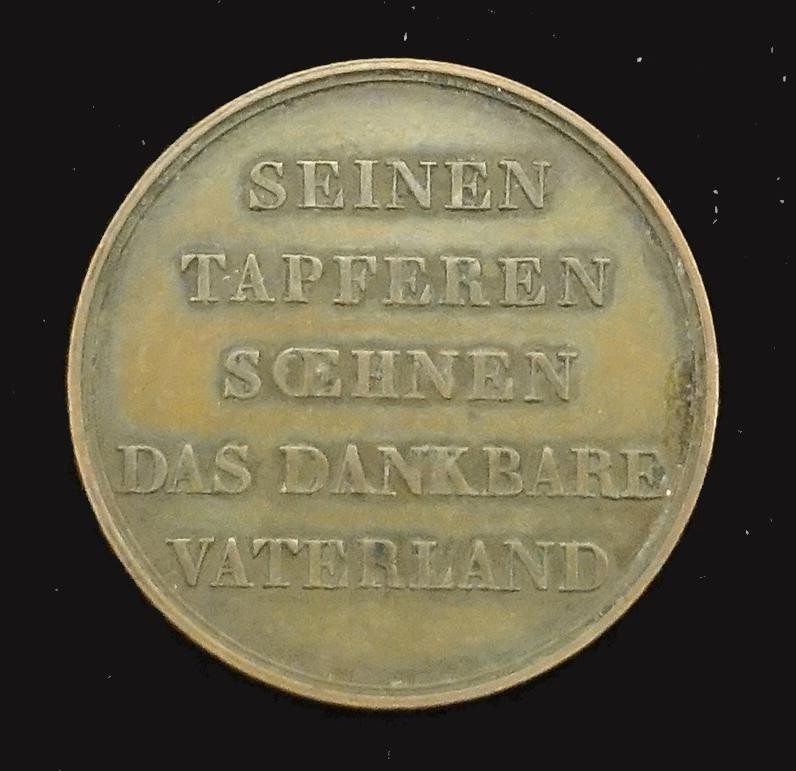 SEINEN
TAPFEREN
SŒHNEN
DAS DANKBARE
VATERLAND